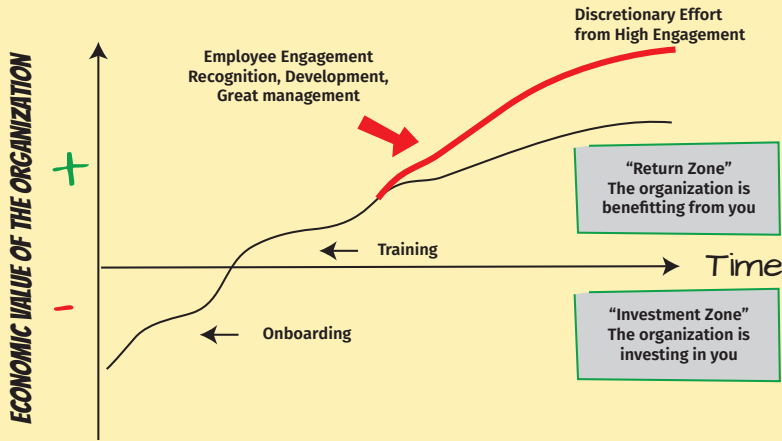 Discretionary Effort
from High Engagement
Employee Engagement
Recognition, Development,
Great management
ECONOMIC VALUE OF THE ORGANIZATION
+
-
“Return Zone”
The organization is
benefitting from you
Training
Time
Onboarding
“Investment Zone”
The organization is
investing in you